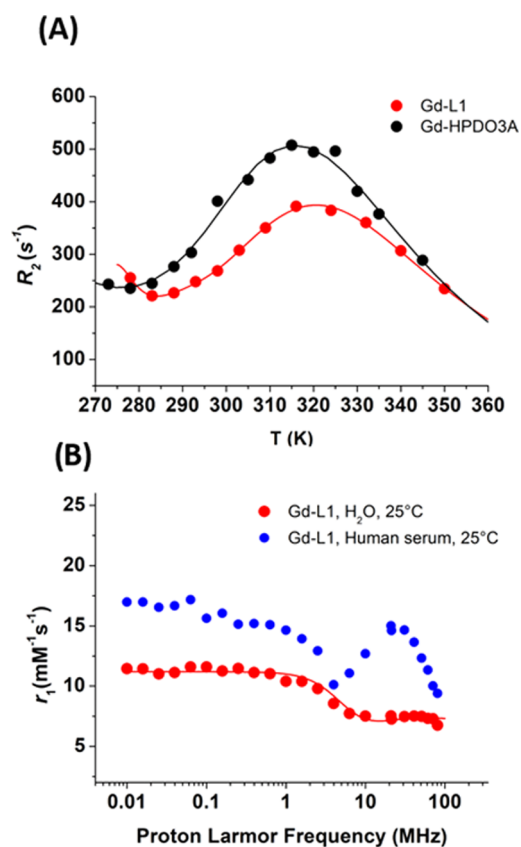 (A)
600
500
400
300
200
100
R₂ (s⁻¹)
Gd-L1
Gd-HPDO3A
270 280 290 300 310 320 330 340 350 360
T (K)
(B)
25
20
15
10
5
r₁(mM⁻¹s⁻¹)
Gd-L1, H₂O, 25°C
Gd-L1, Human serum, 25°C
0.01 0.1 1 10 100
Proton Larmor Frequency (MHz)